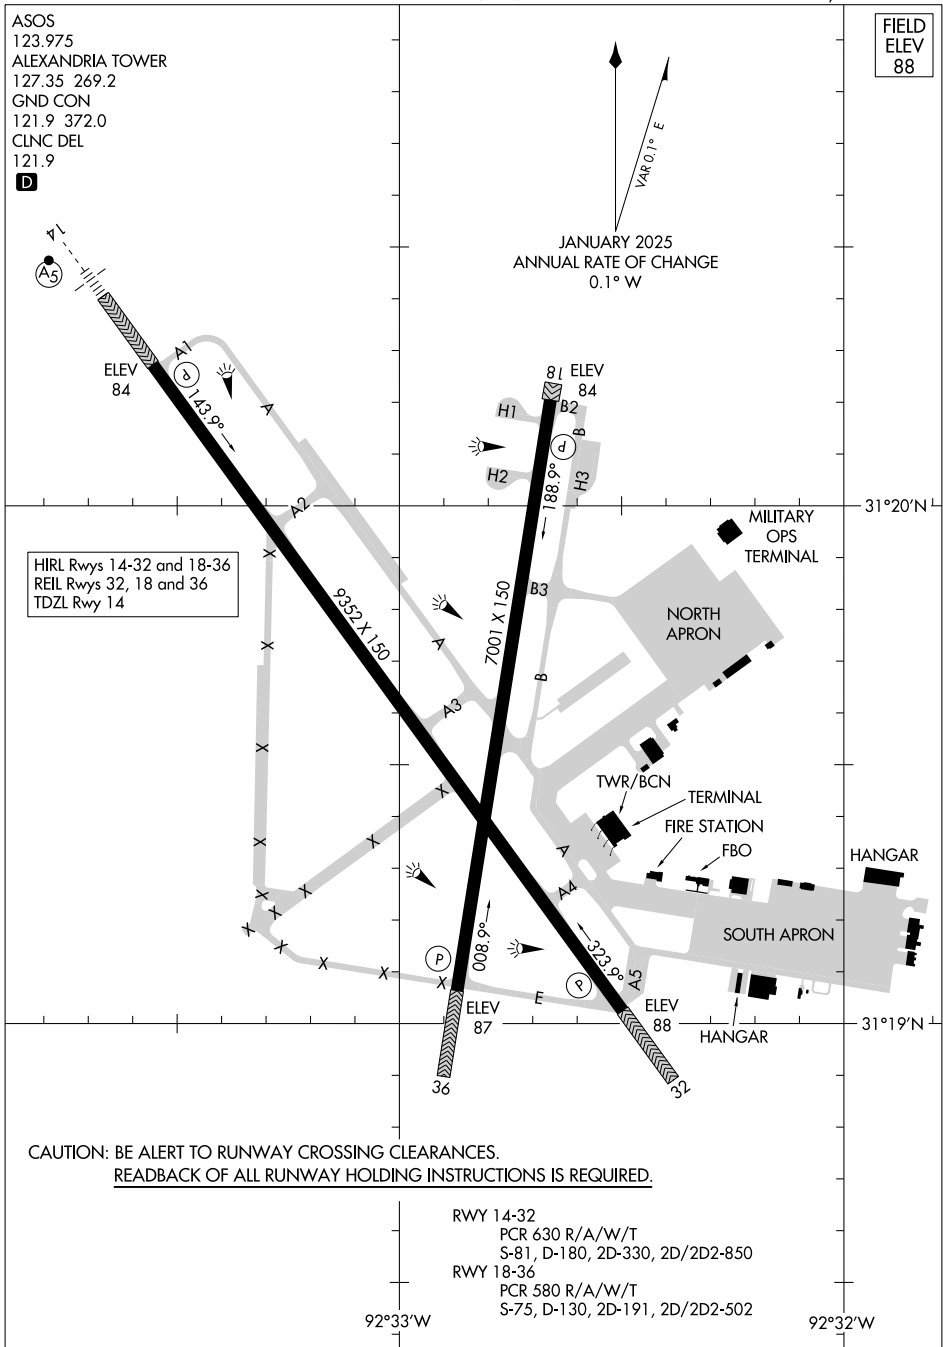 ASOS
123.975
ALEXANDRIA TOWER
127.35 269.2
GND CON
121.9 372.0
CLNC DEL
121.9
D
FIELD
ELEV
88
VAR 0.1° E
JANUARY 2025
ANNUAL RATE OF CHANGE
0.1° W
14
A5
ELEV
84
A1
P
143.9°
A
18
ELEV
84
H1
B2
B
P
H2
H3
188.9°
A2
31°20'N
MILITARY
OPS
TERMINAL
HIRL Rwys 14-32 and 18-36
REIL Rwys 32, 18 and 36
TDZL Rwy 14
X
B3
9352 X 150
7001 X 150
NORTH
APRON
X
A
B
A3
X
TWR/BCN
TERMINAL
X
FIRE STATION
FBO
X
X
A
HANGAR
A4
X
X
X
X
X
SOUTH APRON
008.9°
323.9°
P
P
A5
X
X
X
E
ELEV
87
ELEV
88
31°19'N
HANGAR
36
32
CAUTION: BE ALERT TO RUNWAY CROSSING CLEARANCES.
READBACK OF ALL RUNWAY HOLDING INSTRUCTIONS IS REQUIRED.
RWY 14-32
PCR 630 R/A/W/T
S-81, D-180, 2D-330, 2D/2D2-850
RWY 18-36
PCR 580 R/A/W/T
S-75, D-130, 2D-191, 2D/2D2-502
92°33'W
92°32'W